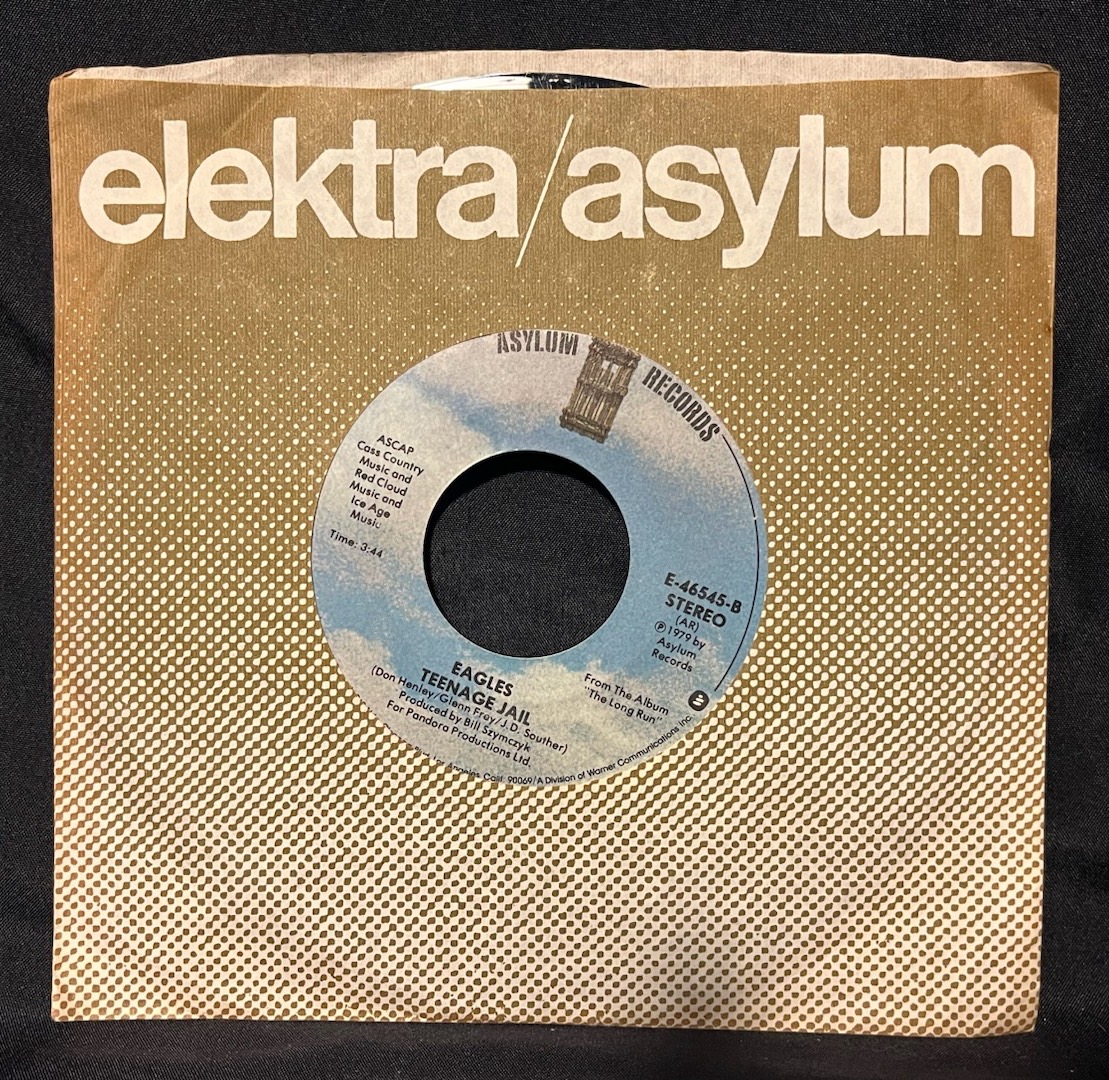 elektra/asylum
ASYLUM RECORDS
ASCAP
Cass Country
Music and
Red Cloud
Music and
Ice Age
Music
Time: 3:44
E-46545-B
STEREO
(AR)
Ⓟ 1979 by
Asylum
Records
From The Album
"The Long Run"
EAGLES
TEENAGE JAIL
(Don Henley/Glenn Frey/J.D. Souther)
Produced by Bill Szymczyk
For Pandora Productions Ltd.
Los Angeles, Calif. 90069/A Division of Warner Communications Inc.